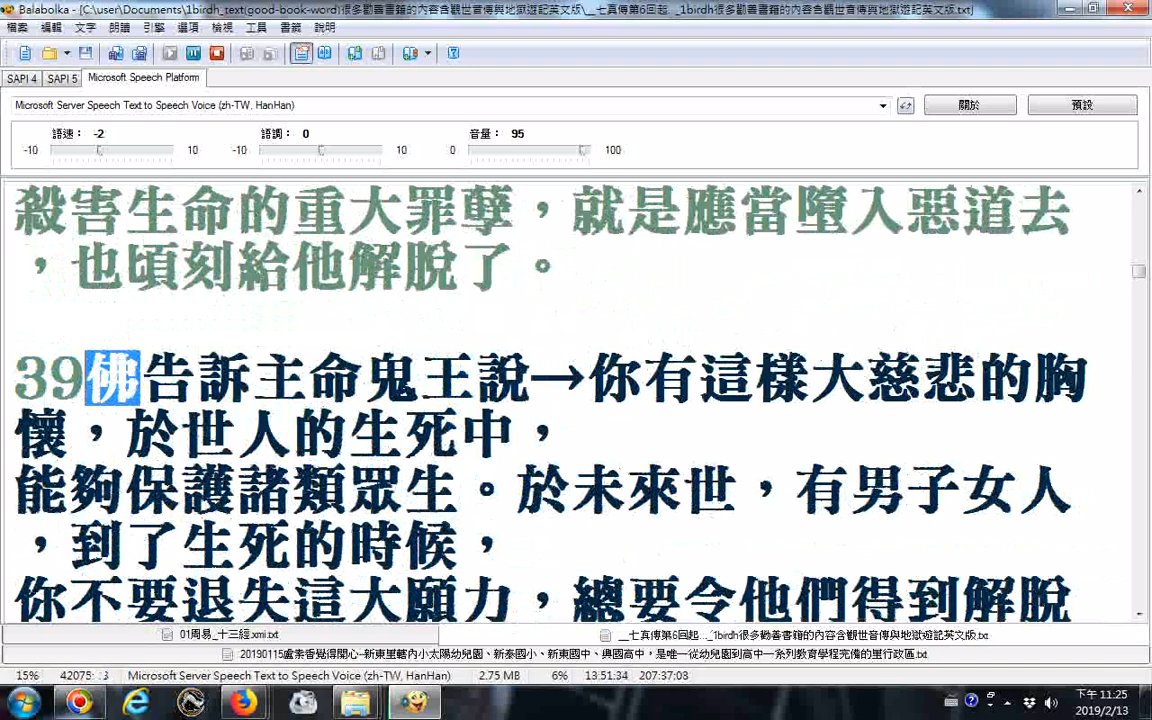 Balabolka - [C:\user\Documents\1birdh_text(good-book-word)很多勸善書籍的內容含觀世音傳與地獄遊記英文版\__七真傳第6回起..._1birdh很多勸善書籍的內容含觀世音傳與地獄遊記英文版.txt]
檔案 編輯 文字 朗讀 引擎 選項 檢視 工具 書籤 說明
SAPI 4 SAPI 5 Microsoft Speech Platform
Microsoft Server Speech Text to Speech Voice (zh-TW, HanHan) 關於 預設
語速： -2 語調： 0 音量： 95
-10 10 -10 10 0 100
殺害生命的重大罪孽，就是應當墮入惡道去
，也頃刻給他解脫了。
39佛告訴主命鬼王說→你有這樣大慈悲的胸
懷，於世人的生死中，
能夠保護諸類眾生。於未來世，有男子女人
，到了生死的時候，
你不要退失這大願力，總要令他們得到解脫
01周易_十三經.xmi.txt __七真傳第6回起..._1birdh很多勸善書籍的內容含觀世音傳與地獄遊記英文版.txt
20190115盧素香覺得開心-新東里轄內小太陽幼兒園、新泰國小、新東國中、典國高中，是唯一從幼兒園到高中一系列教育學程完備的里行政區.txt
15% Microsoft Server Speech Text to Speech Voice (zh-TW, HanHan) 2.75 MB 6% 13:51:34 207:37:03
下午 11:25
2019/2/13